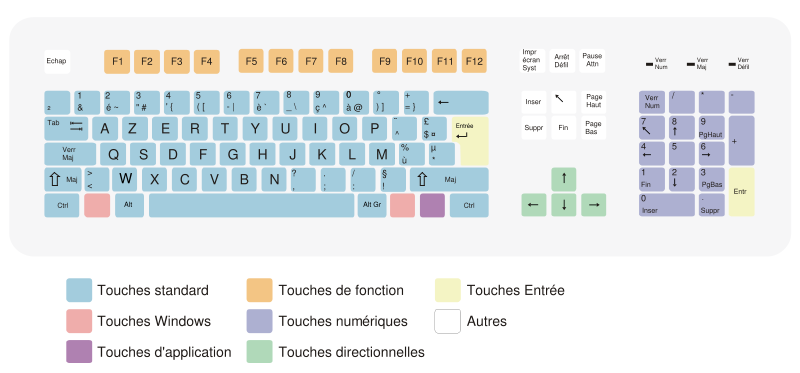 Echap F1 F2 F3 F4 F5 F6 F7 F8 F9 F10 F11 F12
Impr écran Syst
Arrêt Défil
Pause Attn
Verr Num
Verr Maj
Verr Défil
²
1 &
2 é ~
3 " #
4 ' {
5 ( [
6 - |
7 è `
8 _ \
9 ç ^
0 à @
° ) ]
+ = }
←
Inser ↖ Page Haut
Verr Num / * -
Tab A Z E R T Y U I O P ¨ ^ £ $ ¤ Entrée ↵
Suppr Fin Page Bas
7 ↖ 8 ↑ 9 PgHaut +
Verr Maj Q S D F G H J K L M % ù µ *
4 ← 5 6 →
⇧ Maj > < W X C V B N ? , . ; / : § ! ⇧ Maj
↑
1 Fin 2 ↓ 3 PgBas Entr
Ctrl Alt Alt Gr Ctrl
← ↓ →
0 Inser . Suppr
Touches standard
Touches de fonction
Touches Entrée
Touches Windows
Touches numériques
Autres
Touches d'application
Touches directionnelles